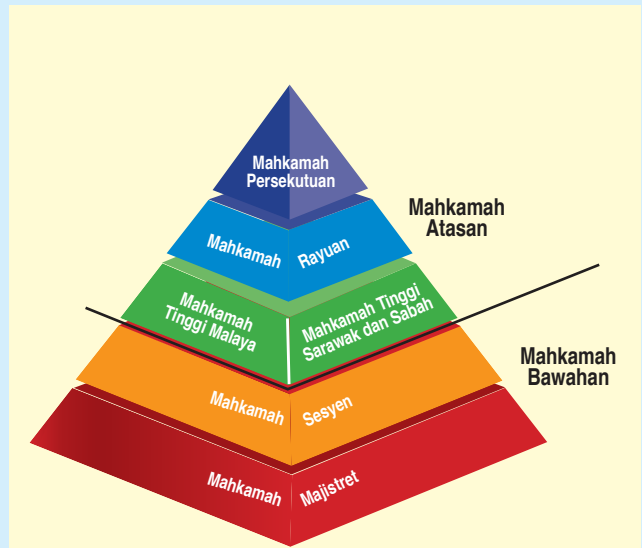 Mahkamah
Persekutuan
Mahkamah Rayuan
Mahkamah
Atasan
Mahkamah
Tinggi Malaya
Mahkamah Tinggi
Sarawak dan Sabah
Mahkamah Sesyen
Mahkamah
Bawahan
Mahkamah Majistret